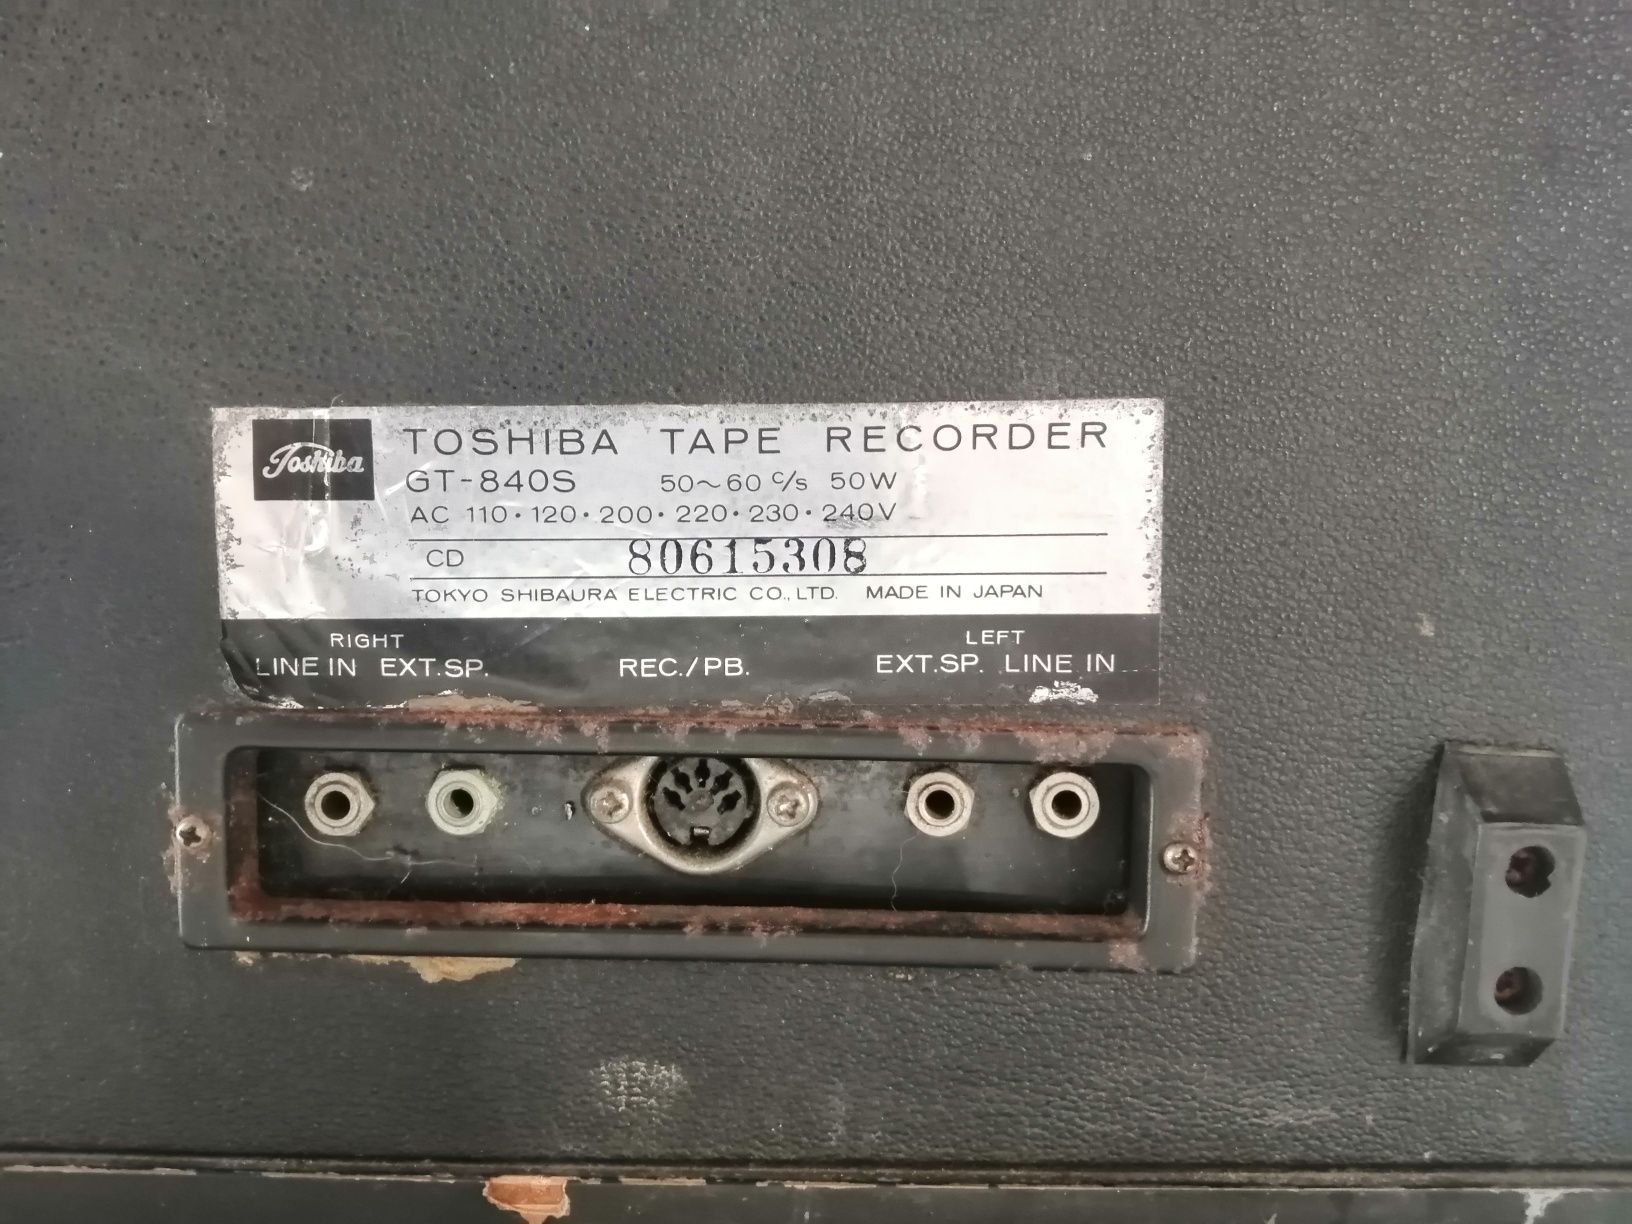 Toshiba
TOSHIBA TAPE RECORDER
GT-840S 50~60 c/s 50W
AC 110·120·200·220·230·240V
CD 80615308
TOKYO SHIBAURA ELECTRIC CO., LTD. MADE IN JAPAN
RIGHT LEFT
LINE IN EXT.SP. REC./PB. EXT.SP. LINE IN